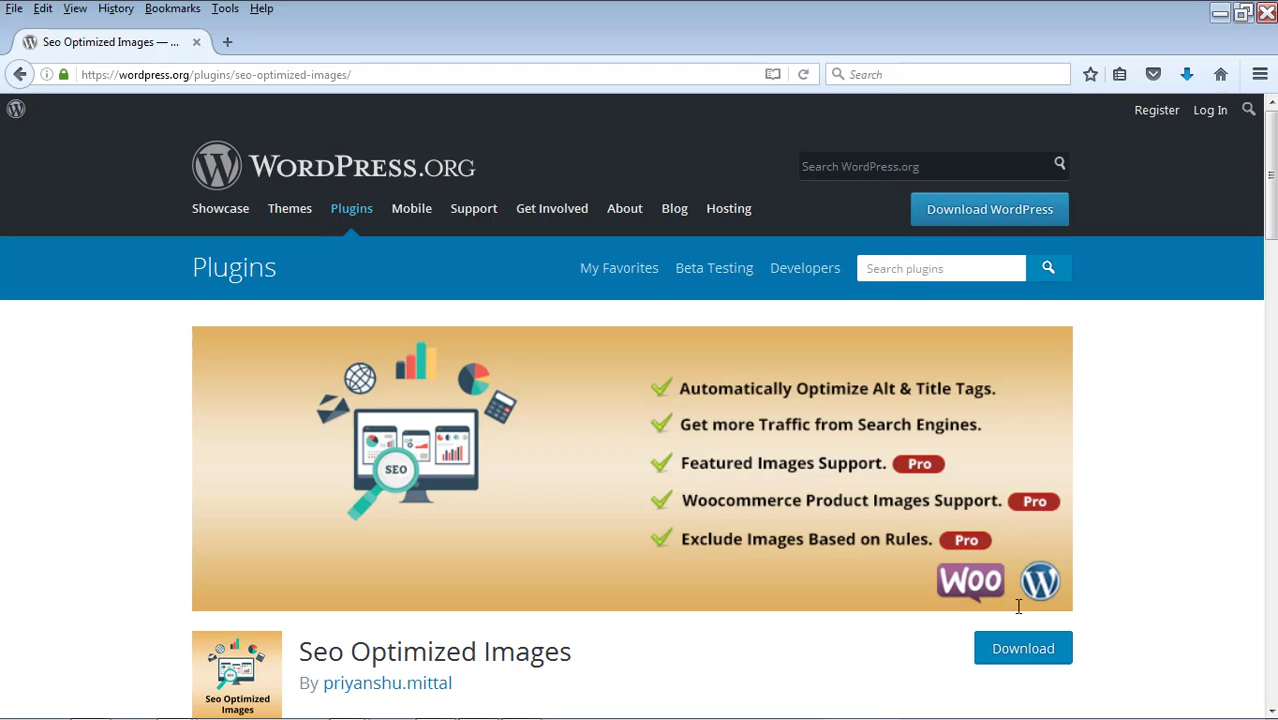 File Edit View History Bookmarks Tools Help
Seo Optimized Images — ...
https://wordpress.org/plugins/seo-optimized-images/
Search
Register Log In
WORDPRESS.ORG
Search WordPress.org
Showcase Themes Plugins Mobile Support Get Involved About Blog Hosting
Download WordPress
Plugins
My Favorites Beta Testing Developers
Search plugins
Automatically Optimize Alt & Title Tags.
Get more Traffic from Search Engines.
Featured Images Support. Pro
Woocommerce Product Images Support. Pro
Exclude Images Based on Rules. Pro
SEO
WOO
Seo Optimized Images
By priyanshu.mittal
Download
SEO
Seo Optimized
Images